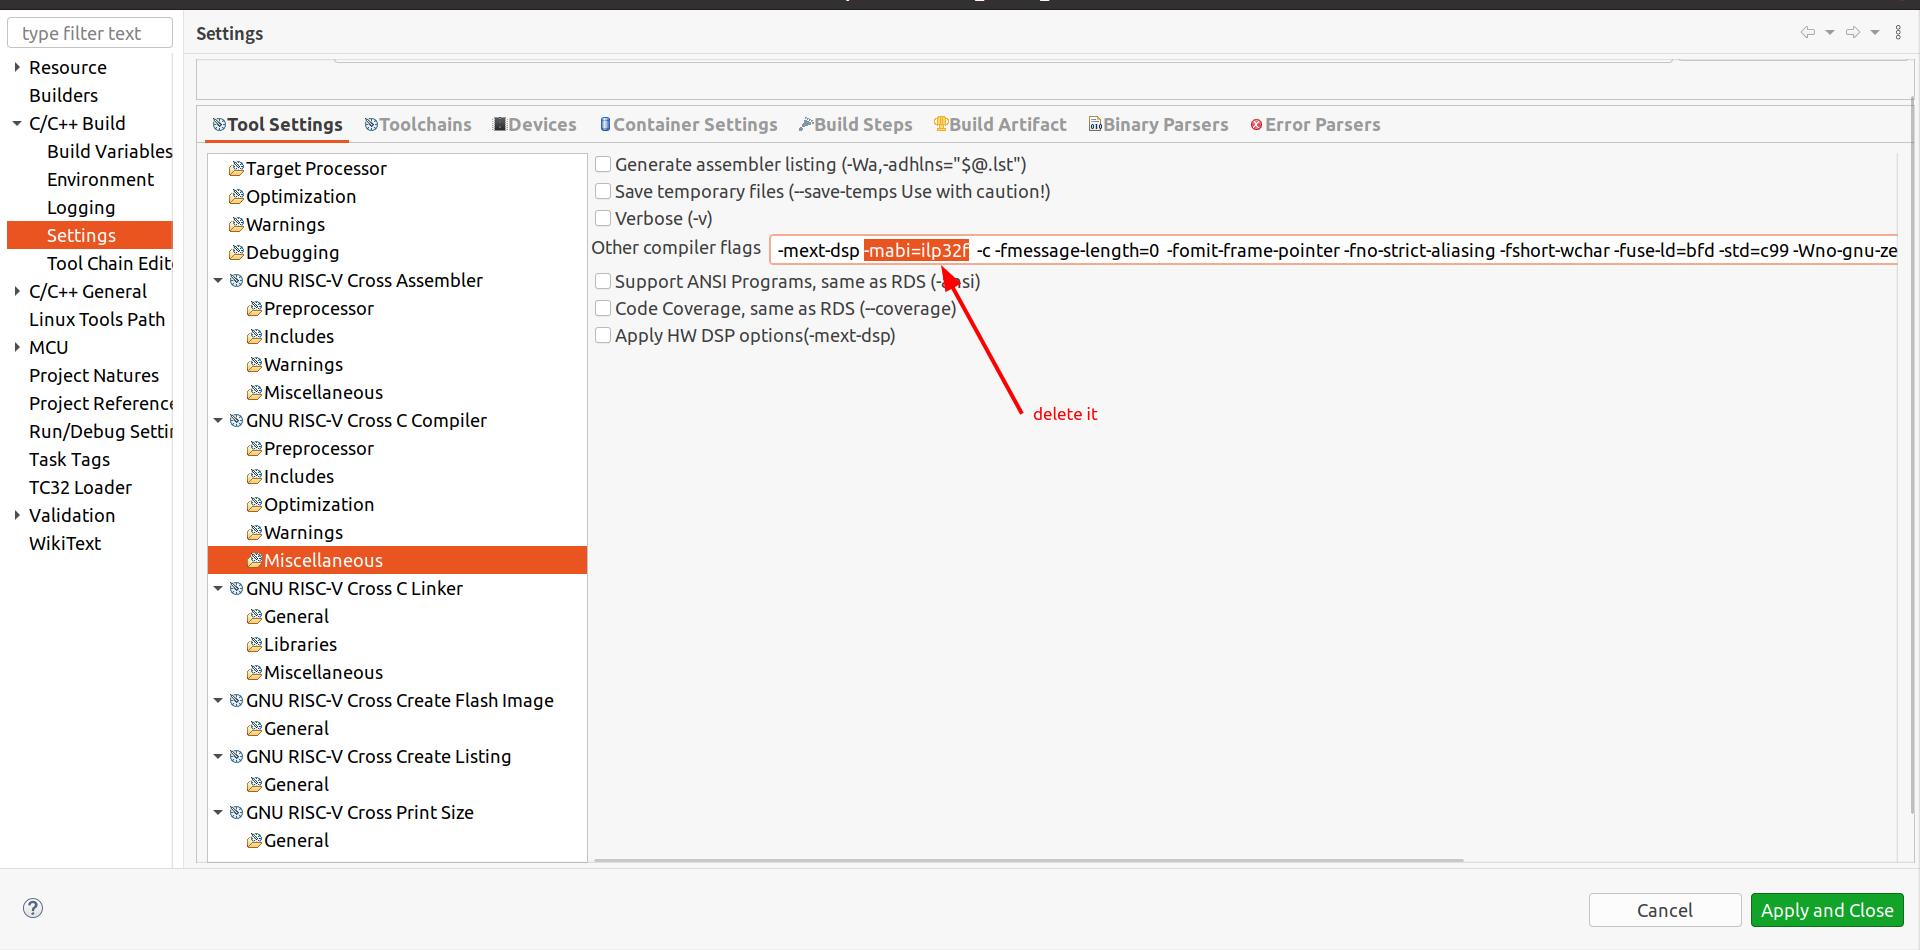 type filter text
Settings
Resource
Builders
C/C++ Build
Build Variables
Environment
Logging
Settings
Tool Chain Edit
C/C++ General
Linux Tools Path
MCU
Project Natures
Project Reference
Run/Debug Settin
Task Tags
TC32 Loader
Validation
WikiText
Tool Settings Toolchains Devices Container Settings Build Steps Build Artifact Binary Parsers Error Parsers
Target Processor
Optimization
Warnings
Debugging
GNU RISC-V Cross Assembler
Preprocessor
Includes
Warnings
Miscellaneous
GNU RISC-V Cross C Compiler
Preprocessor
Includes
Optimization
Warnings
Miscellaneous
GNU RISC-V Cross C Linker
General
Libraries
Miscellaneous
GNU RISC-V Cross Create Flash Image
General
GNU RISC-V Cross Create Listing
General
GNU RISC-V Cross Print Size
General
Generate assembler listing (-Wa,-adhlns="$@.lst")
Save temporary files (--save-temps Use with caution!)
Verbose (-v)
Other compiler flags -mext-dsp -mabi=ilp32f -c -fmessage-length=0 -fomit-frame-pointer -fno-strict-aliasing -fshort-wchar -fuse-ld=bfd -std=c99 -Wno-gnu-ze
Support ANSI Programs, same as RDS (-ansi)
Code Coverage, same as RDS (--coverage)
Apply HW DSP options(-mext-dsp)
delete it
Cancel
Apply and Close